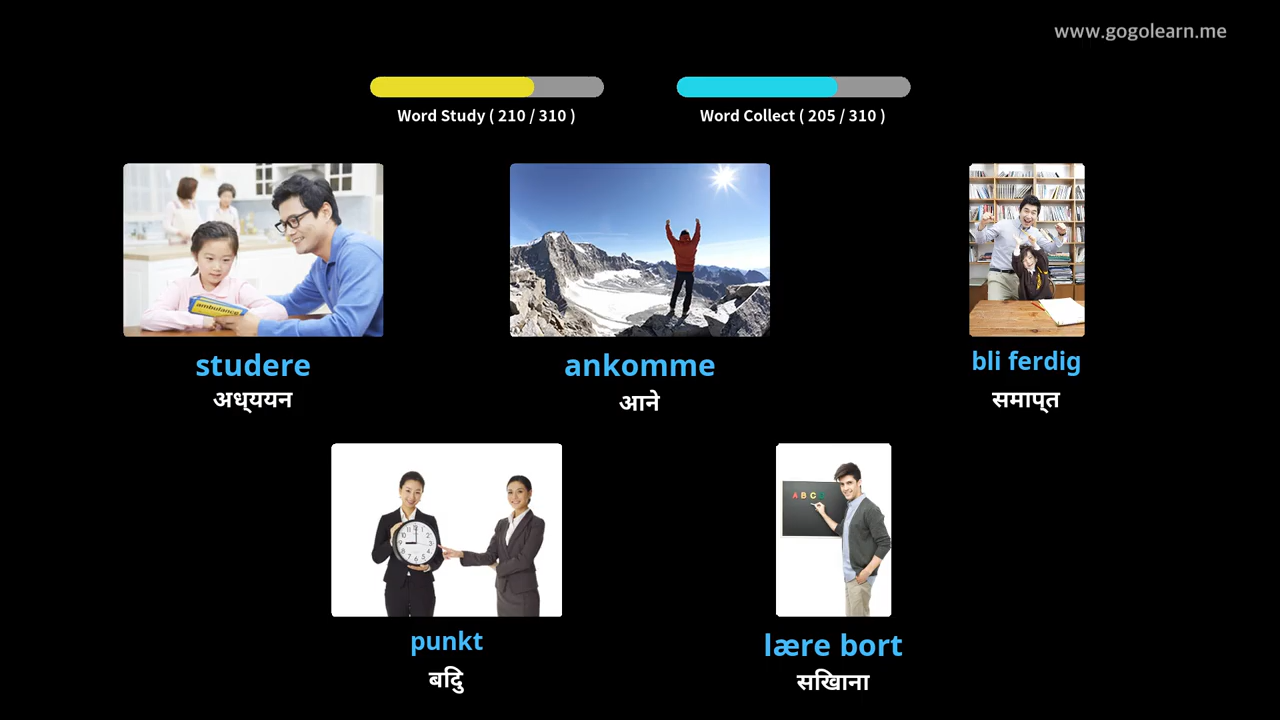 www.gogolearn.me
Word Study ( 210 / 310 )
Word Collect ( 205 / 310 )
ambulance
studere
अध्ययन
ankomme
आने
bli ferdig
समाप्त
A B C
punkt
बदिु
lære bort
सखिाना